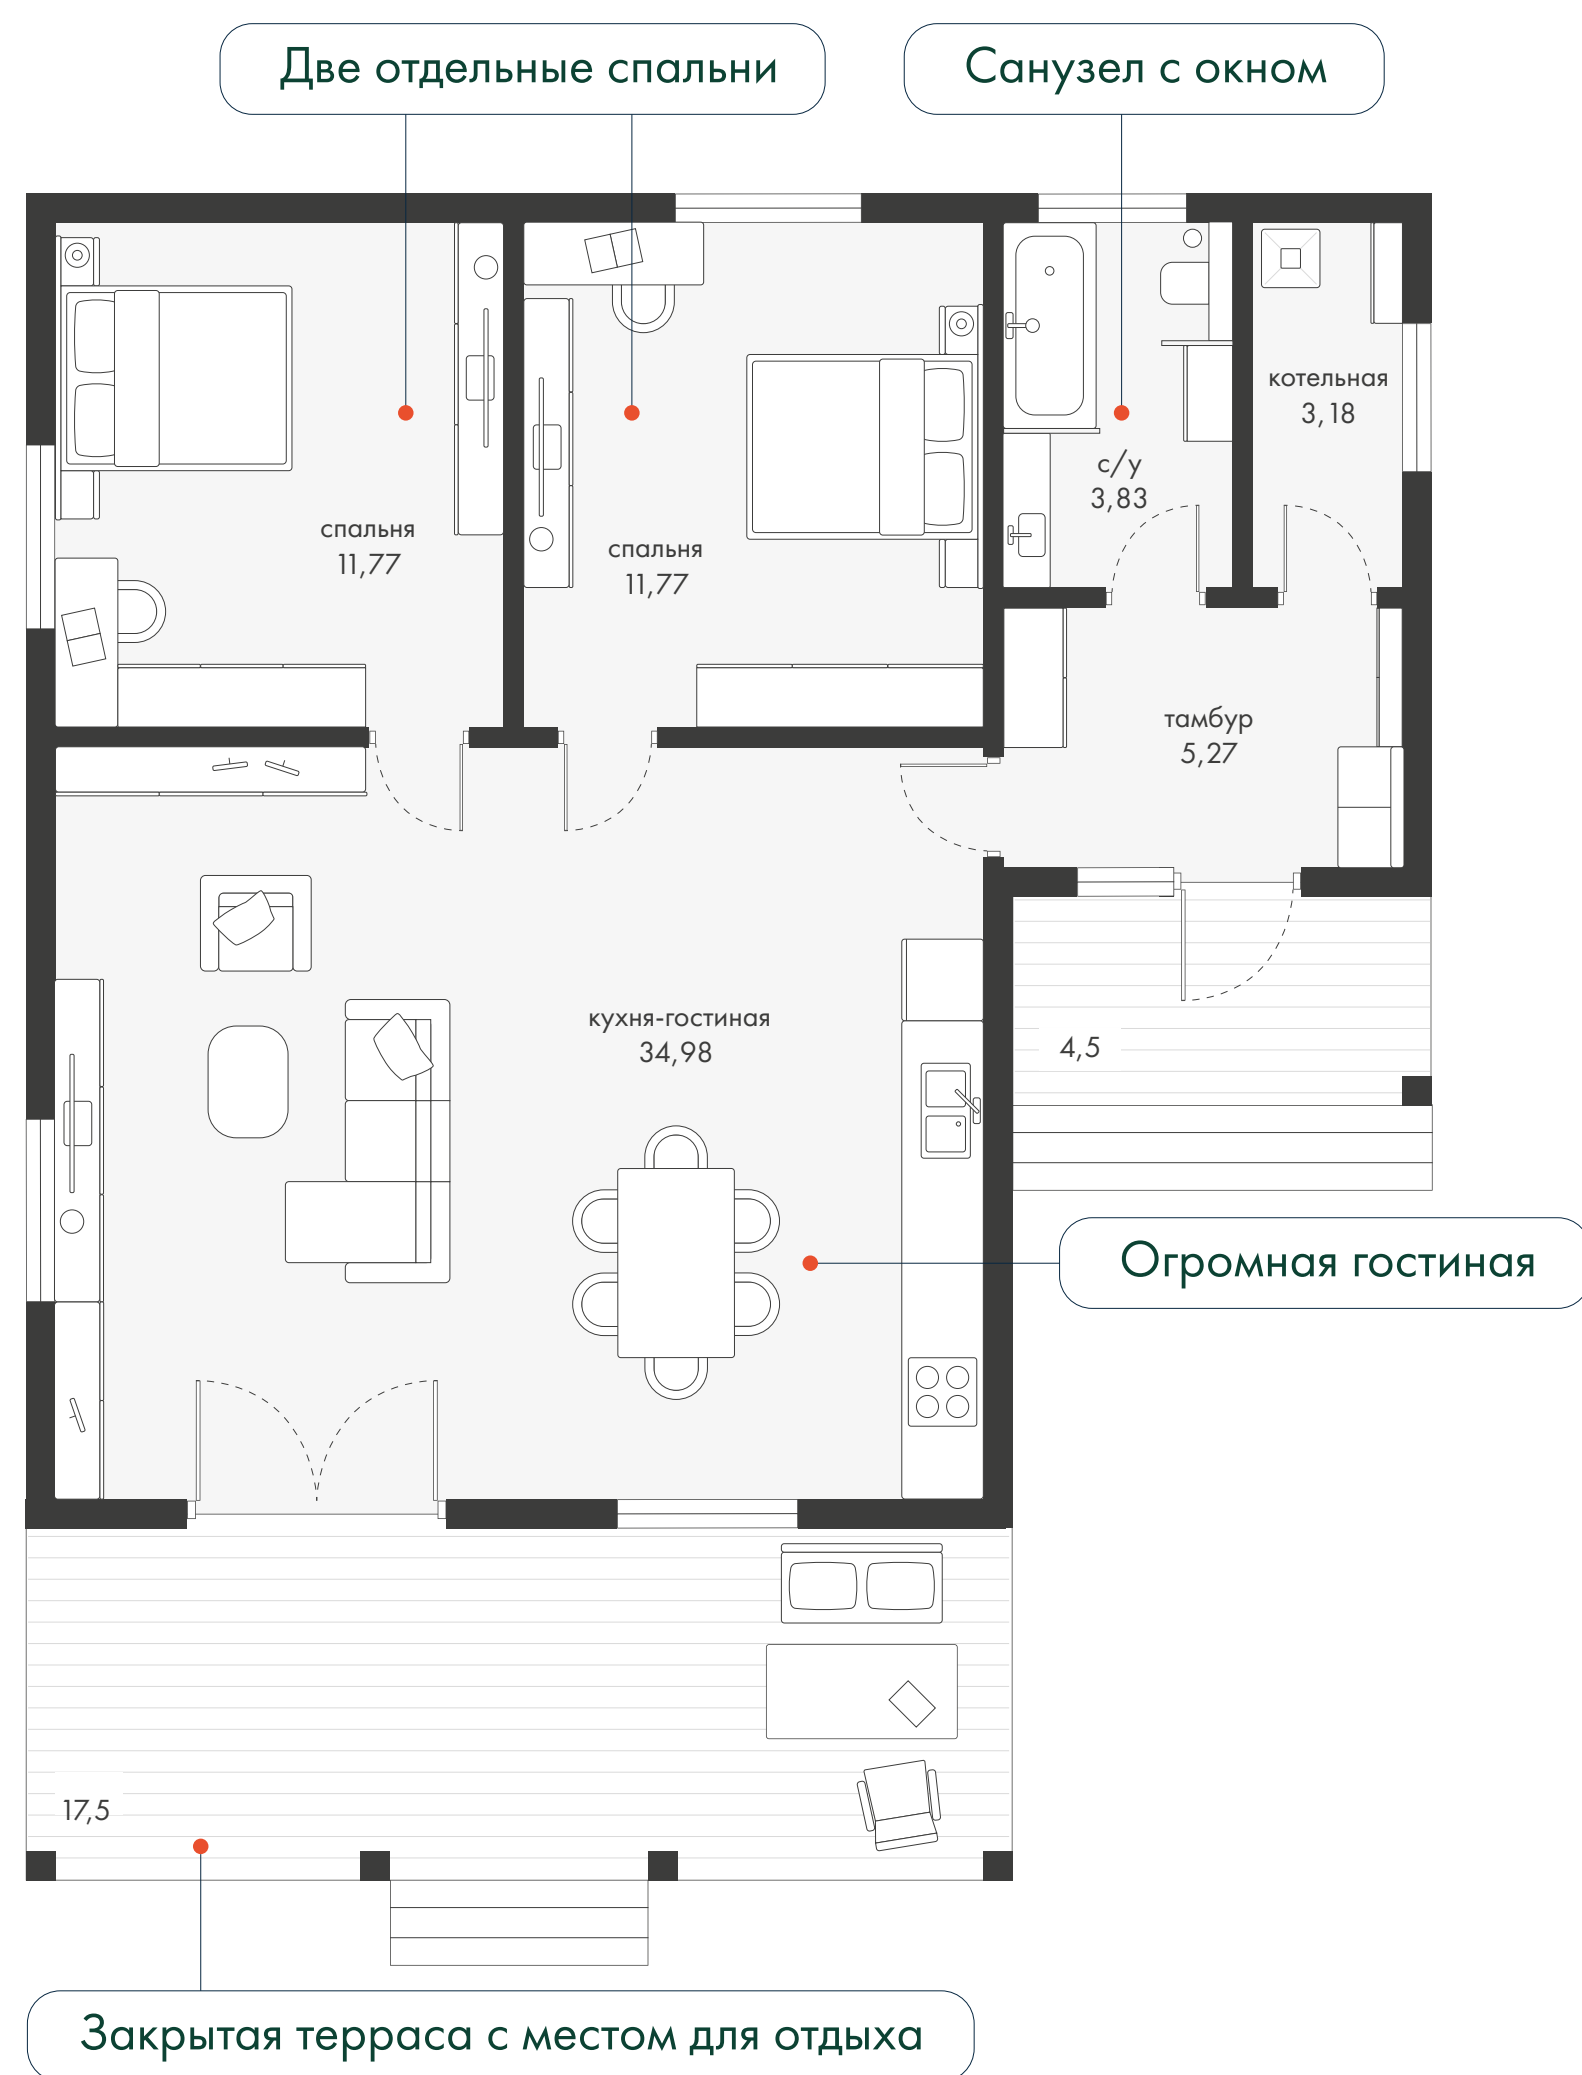 Две отдельные спальни
Санузел с окном
котельная
3,18
с/у
3,83
спальня
11,77
спальня
11,77
тамбур
5,27
кухня-гостиная
34,98
4,5
Огромная гостиная
17,5
Закрытая терраса с местом для отдыха